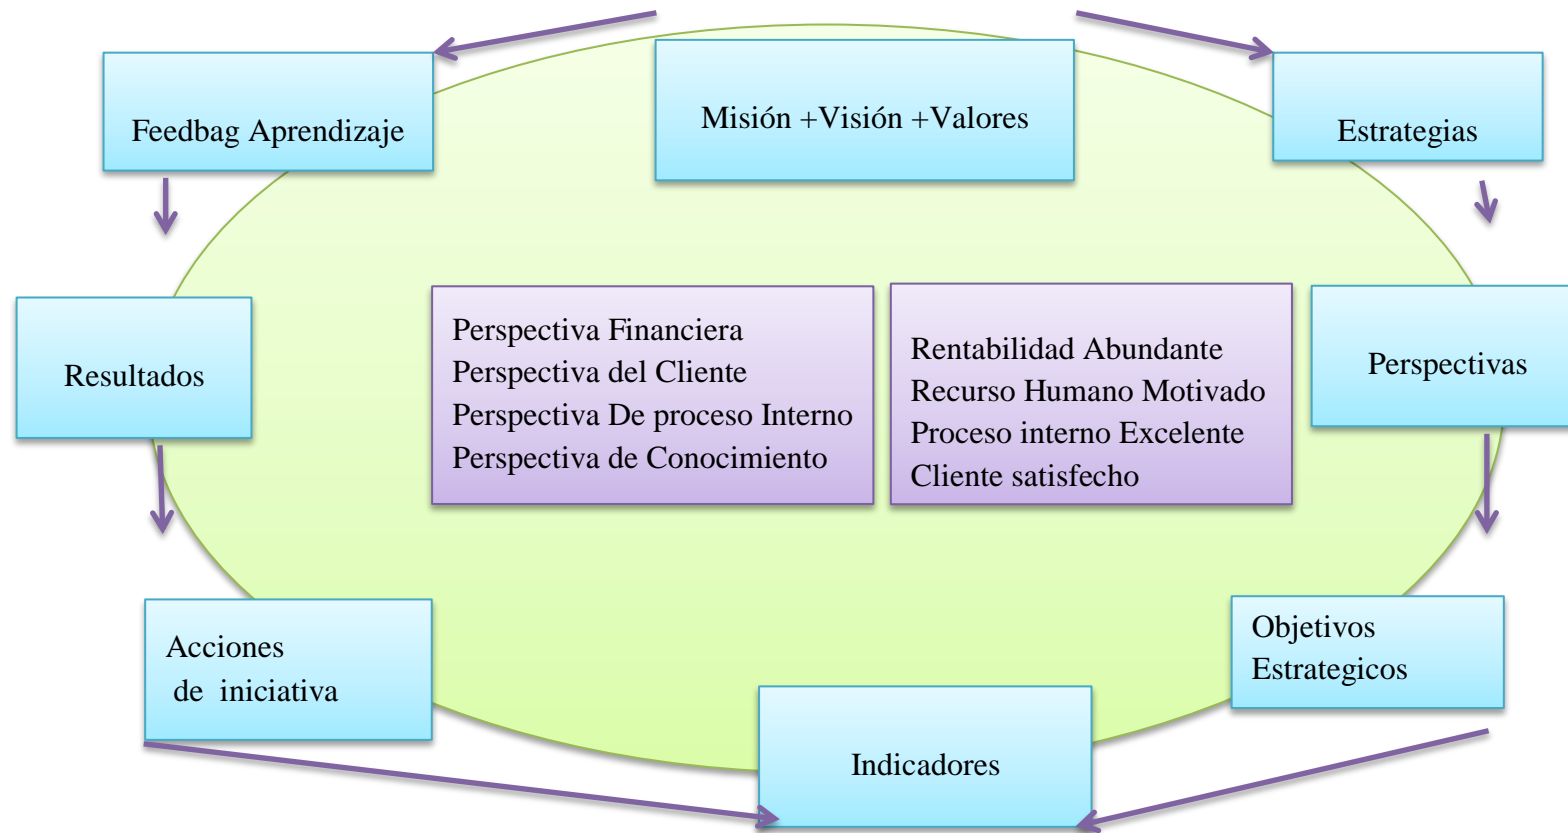 Misión +Visión +Valores
Feedbag Aprendizaje
Estrategias
Resultados
Perspectiva Financiera
Perspectiva del Cliente
Perspectiva De proceso Interno
Perspectiva de Conocimiento
Rentabilidad Abundante
Recurso Humano Motivado
Proceso interno Excelente
Cliente satisfecho
Perspectivas
Acciones
de iniciativa
Objetivos
Estrategicos
Indicadores